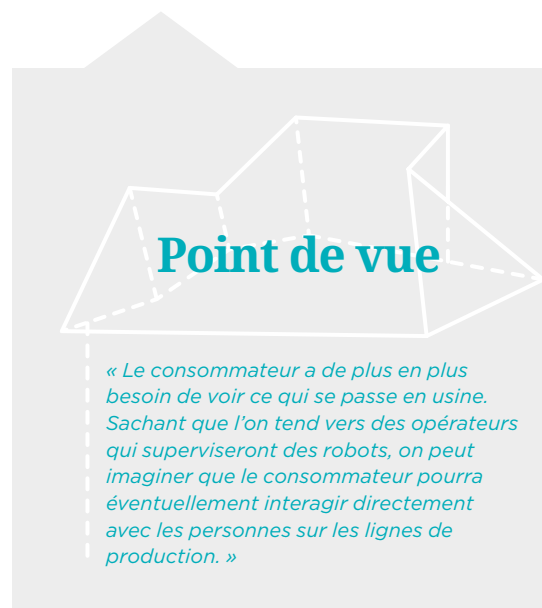 Point de vue
« Le consommateur a de plus en plus
besoin de voir ce qui se passe en usine.
Sachant que l’on tend vers des opérateurs
qui superviseront des robots, on peut
imaginer que le consommateur pourra
éventuellement interagir directement
avec les personnes sur les lignes de
production. »